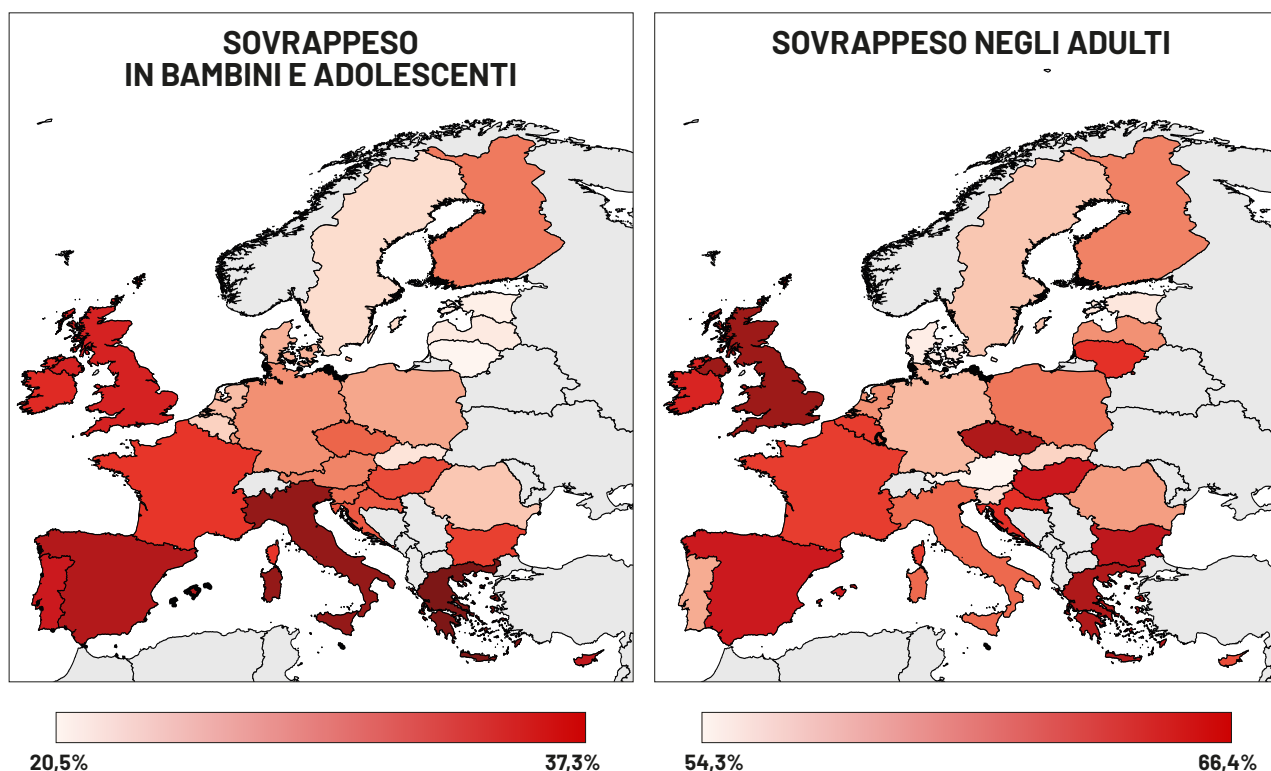 SOVRAPPESO
IN BAMBINI E ADOLESCENTI
SOVRAPPESO NEGLI ADULTI
20,5%
37,3%
54,3%
66,4%